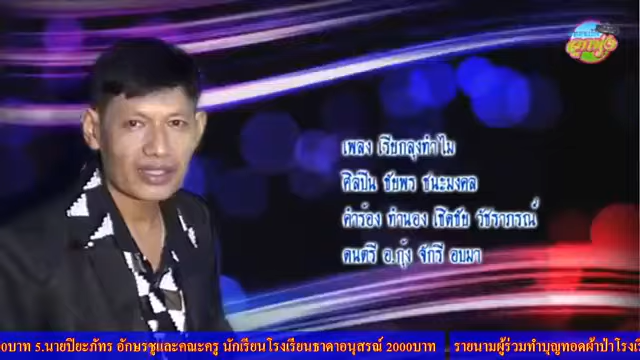 เพลง เรียกลุงทำไม
ศิลปิน ชัยพร ชนะมงคล
คำร้อง ทำนอง เชิดชัย วัชราภรณ์
ดนตรี อ.กุ้ง จักรี อบมา
0บาท 5.นายปิยะภัทร อักษรชูและคณะครู นักเรียนโรงเรียนธาดาอนุสรณ์ 2000บาท รายนามผู้ร่วมทำบุญทอดผ้าป่าโรงเ